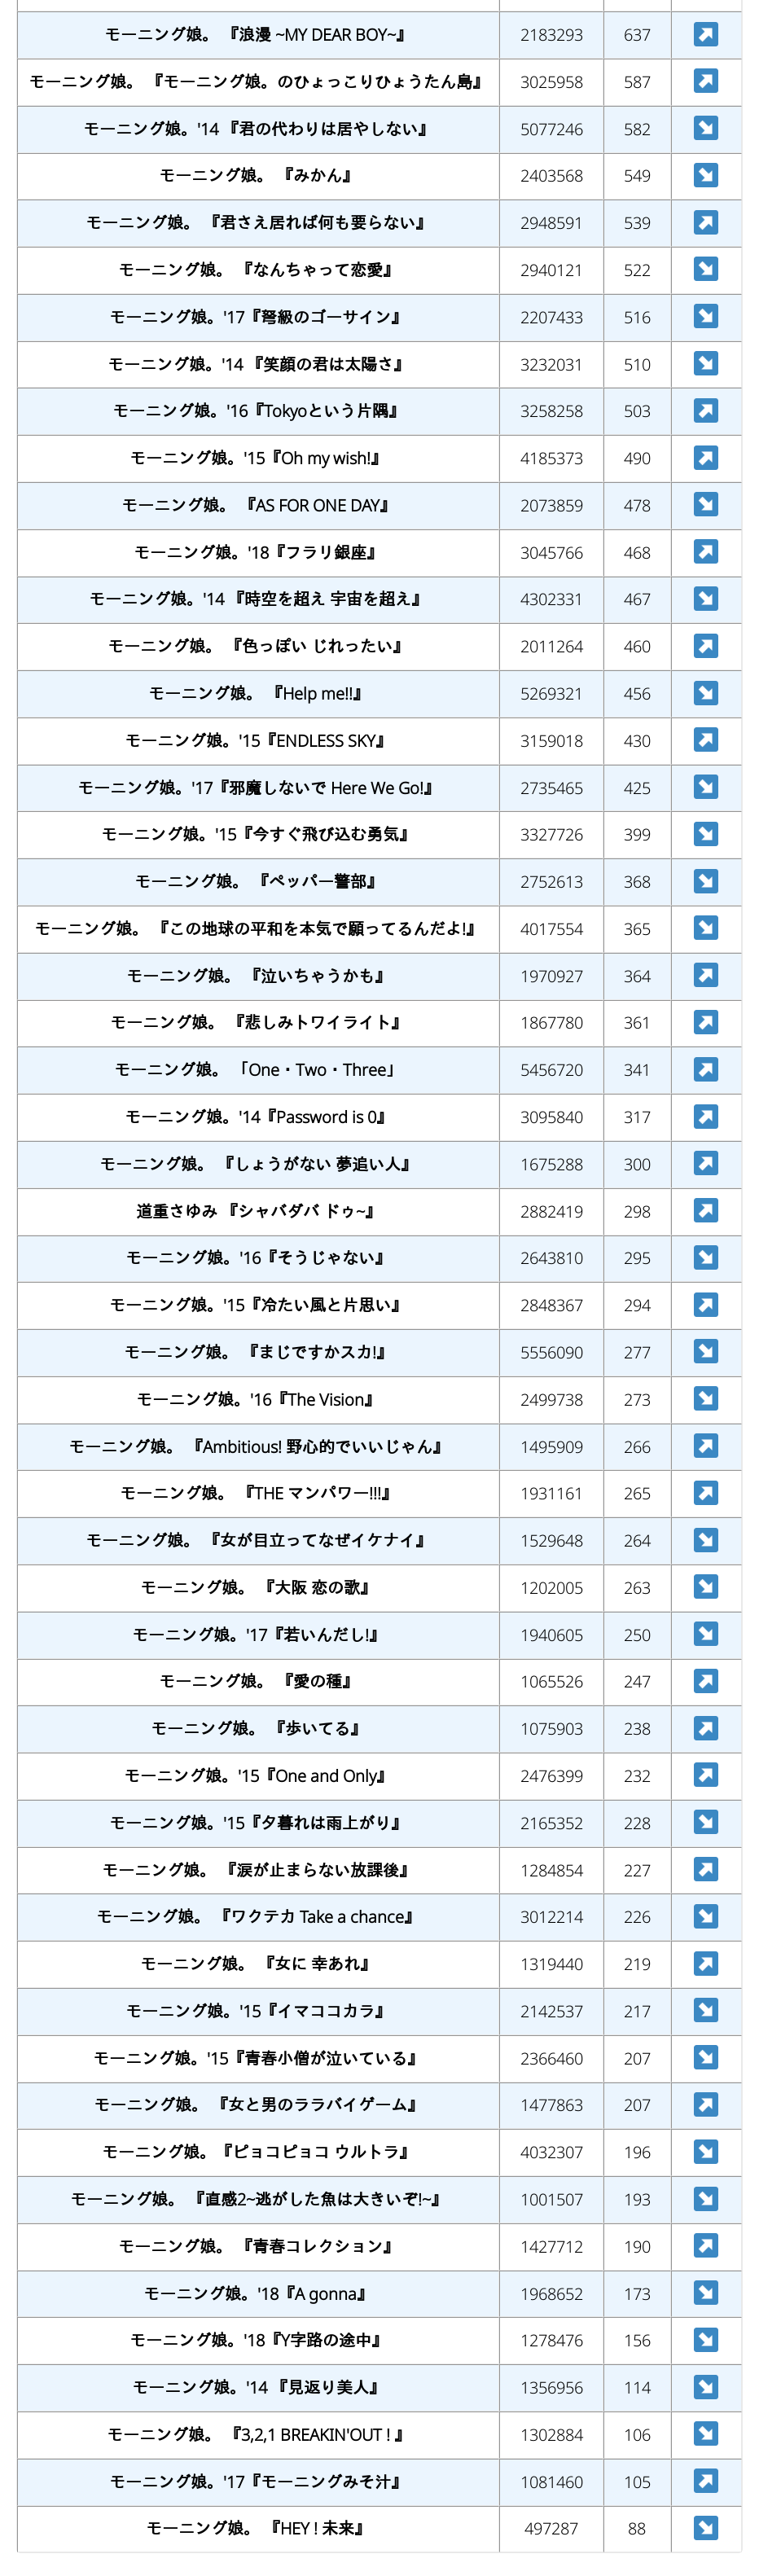 モーニング娘。 『浪漫 ~MY DEAR BOY~』 2183293 637
モーニング娘。 『モーニング娘。のひょっこりひょうたん島』 3025958 587
モーニング娘。'14 『君の代わりは居やしない』 5077246 582
モーニング娘。 『みかん』 2403568 549
モーニング娘。 『君さえ居れば何も要らない』 2948591 539
モーニング娘。 『なんちゃって恋愛』 2940121 522
モーニング娘。'17『弩級のゴーサイン』 2207433 516
モーニング娘。'14 『笑顔の君は太陽さ』 3232031 510
モーニング娘。'16『Tokyoという片隅』 3258258 503
モーニング娘。'15『Oh my wish!』 4185373 490
モーニング娘。 『AS FOR ONE DAY』 2073859 478
モーニング娘。'18『フラリ銀座』 3045766 468
モーニング娘。'14 『時空を超え 宇宙を超え』 4302331 467
モーニング娘。 『色っぽい じれったい』 2011264 460
モーニング娘。 『Help me!!』 5269321 456
モーニング娘。'15『ENDLESS SKY』 3159018 430
モーニング娘。'17『邪魔しないで Here We Go!』 2735465 425
モーニング娘。'15『今すぐ飛び込む勇気』 3327726 399
モーニング娘。 『ペッパー警部』 2752613 368
モーニング娘。 『この地球の平和を本気で願ってるんだよ!』 4017554 365
モーニング娘。 『泣いちゃうかも』 1970927 364
モーニング娘。 『悲しみトワイライト』 1867780 361
モーニング娘。 「One・Two・Three」 5456720 341
モーニング娘。'14『Password is 0』 3095840 317
モーニング娘。 『しょうがない 夢追い人』 1675288 300
道重さゆみ 『シャバダバ ドゥ~』 2882419 298
モーニング娘。'16『そうじゃない』 2643810 295
モーニング娘。'15『冷たい風と片思い』 2848367 294
モーニング娘。 『まじですかスカ!』 5556090 277
モーニング娘。'16『The Vision』 2499738 273
モーニング娘。 『Ambitious! 野心的でいいじゃん』 1495909 266
モーニング娘。 『THE マンパワー!!!』 1931161 265
モーニング娘。 『女が目立ってなぜイケナイ』 1529648 264
モーニング娘。 『大阪 恋の歌』 1202005 263
モーニング娘。'17『若いんだし!』 1940605 250
モーニング娘。 『愛の種』 1065526 247
モーニング娘。 『歩いてる』 1075903 238
モーニング娘。'15『One and Only』 2476399 232
モーニング娘。'15『夕暮れは雨上がり』 2165352 228
モーニング娘。 『涙が止まらない放課後』 1284854 227
モーニング娘。 『ワクテカ Take a chance』 3012214 226
モーニング娘。 『女に 幸あれ』 1319440 219
モーニング娘。'15『イマココカラ』 2142537 217
モーニング娘。'15『青春小僧が泣いている』 2366460 207
モーニング娘。 『女と男のララバイゲーム』 1477863 207
モーニング娘。『ピョコピョコ ウルトラ』 4032307 196
モーニング娘。 『直感2~逃がした魚は大きいぞ!~』 1001507 193
モーニング娘。 『青春コレクション』 1427712 190
モーニング娘。'18『A gonna』 1968652 173
モーニング娘。'18『Y字路の途中』 1278476 156
モーニング娘。'14 『見返り美人』 1356956 114
モーニング娘。 『3,2,1 BREAKIN'OUT ! 』 1302884 106
モーニング娘。'17『モーニングみそ汁』 1081460 105
モーニング娘。 『HEY ! 未来』 497287 88